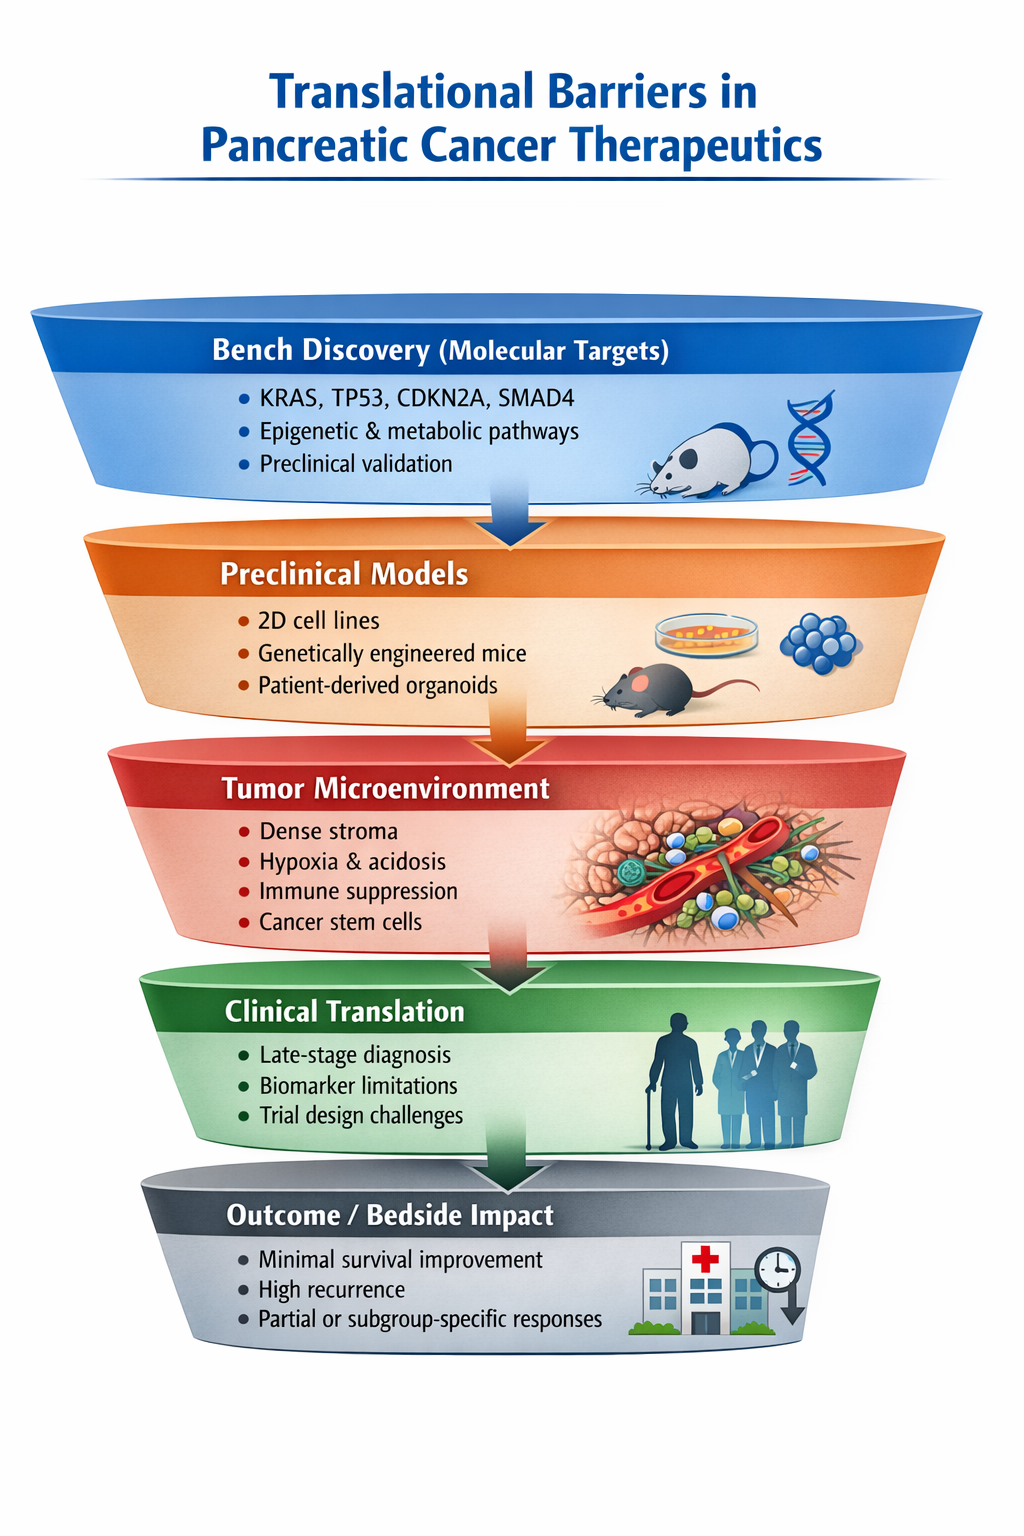 Translational Barriers in
Pancreatic Cancer Therapeutics
Bench Discovery (Molecular Targets)
• KRAS, TP53, CDKN2A, SMAD4
• Epigenetic & metabolic pathways
• Preclinical validation
Preclinical Models
• 2D cell lines
• Genetically engineered mice
• Patient-derived organoids
Tumor Microenvironment
• Dense stroma
• Hypoxia & acidosis
• Immune suppression
• Cancer stem cells
Clinical Translation
• Late-stage diagnosis
• Biomarker limitations
• Trial design challenges
Outcome / Bedside Impact
• Minimal survival improvement
• High recurrence
• Partial or subgroup-specific responses